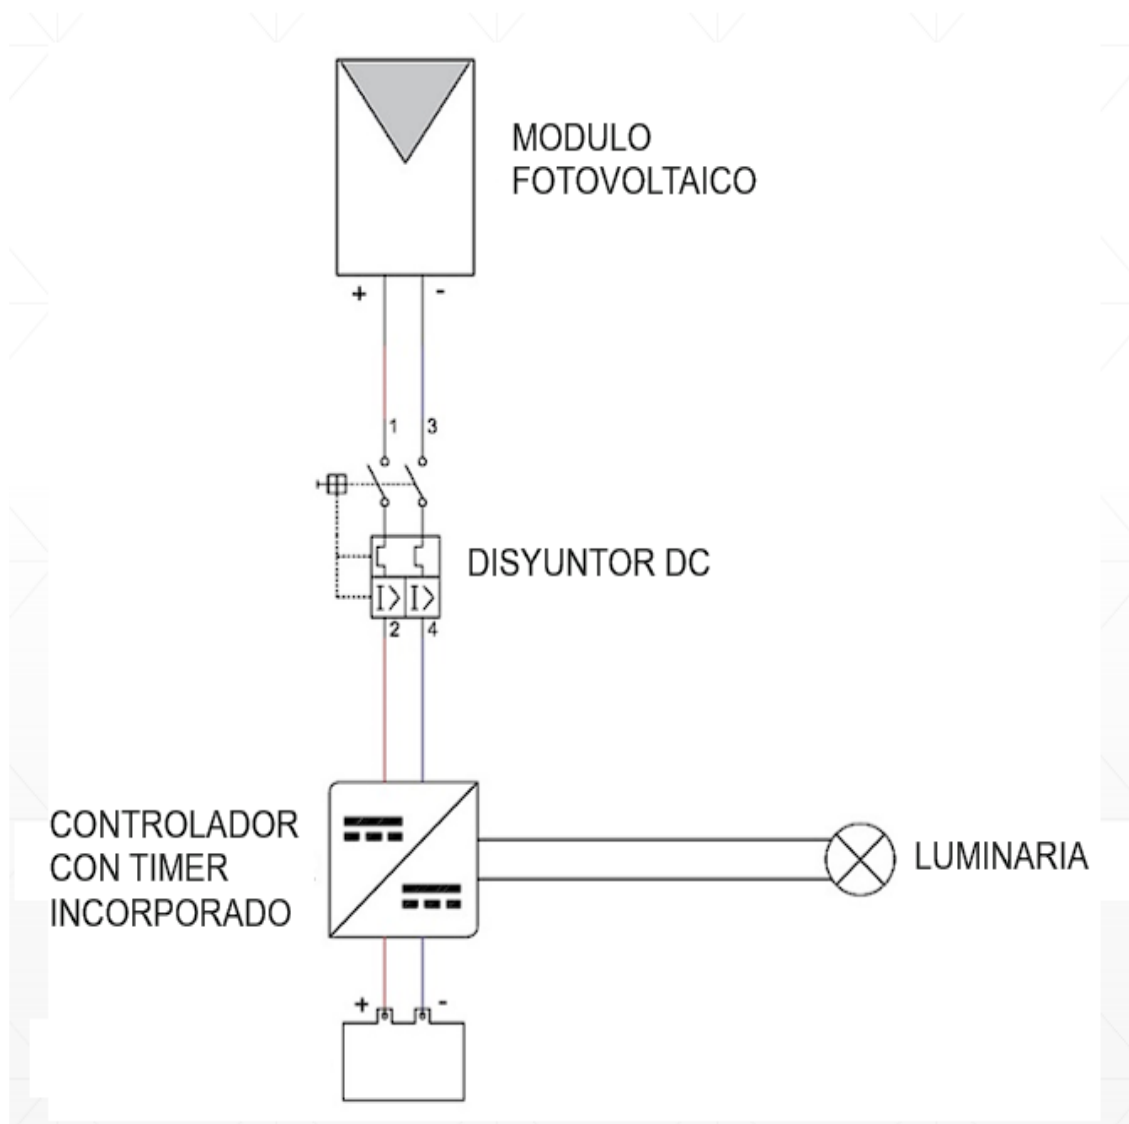 MODULO
FOTOVOLTAICO
+ -
1 3
DISYUNTOR DC
I> I>
2 4
CONTROLADOR
CON TIMER
INCORPORADO
LUMINARIA
+ -